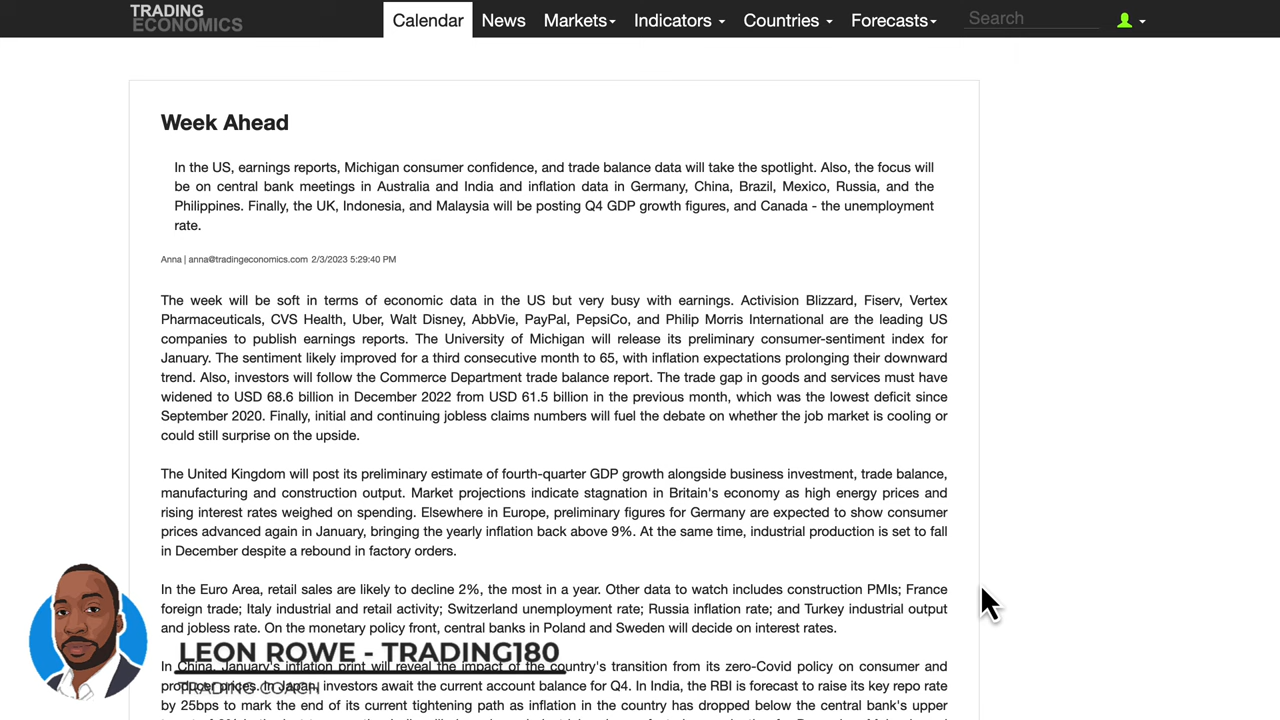 TRADING
ECONOMICS
Calendar News Markets Indicators Countries Forecasts Search
Week Ahead
In the US, earnings reports, Michigan consumer confidence, and trade balance data will take the spotlight. Also, the focus will
be on central bank meetings in Australia and India and inflation data in Germany, China, Brazil, Mexico, Russia, and the
Philippines. Finally, the UK, Indonesia, and Malaysia will be posting Q4 GDP growth figures, and Canada - the unemployment
rate.
Anna | anna@tradingeconomics.com 2/3/2023 5:29:40 PM
The week will be soft in terms of economic data in the US but very busy with earnings. Activision Blizzard, Fiserv, Vertex
Pharmaceuticals, CVS Health, Uber, Walt Disney, AbbVie, PayPal, PepsiCo, and Philip Morris International are the leading US
companies to publish earnings reports. The University of Michigan will release its preliminary consumer-sentiment index for
January. The sentiment likely improved for a third consecutive month to 65, with inflation expectations prolonging their downward
trend. Also, investors will follow the Commerce Department trade balance report. The trade gap in goods and services must have
widened to USD 68.6 billion in December 2022 from USD 61.5 billion in the previous month, which was the lowest deficit since
September 2020. Finally, initial and continuing jobless claims numbers will fuel the debate on whether the job market is cooling or
could still surprise on the upside.
The United Kingdom will post its preliminary estimate of fourth-quarter GDP growth alongside business investment, trade balance,
manufacturing and construction output. Market projections indicate stagnation in Britain's economy as high energy prices and
rising interest rates weighed on spending. Elsewhere in Europe, preliminary figures for Germany are expected to show consumer
prices advanced again in January, bringing the yearly inflation back above 9%. At the same time, industrial production is set to fall
in December despite a rebound in factory orders.
In the Euro Area, retail sales are likely to decline 2%, the most in a year. Other data to watch includes construction PMIs; France
foreign trade; Italy industrial and retail activity; Switzerland unemployment rate; Russia inflation rate; and Turkey industrial output
and jobless rate. On the monetary policy front, central banks in Poland and Sweden will decide on interest rates.
LEON ROWE - TRADING180
TRADING COACH
In China, January's inflation print will reveal the impact of the country's transition from its zero-Covid policy on consumer and
producer prices. In Japan, investors await the current account balance for Q4. In India, the RBI is forecast to raise its key repo rate
by 25bps to mark the end of its current tightening path as inflation in the country has dropped below the central bank's upper